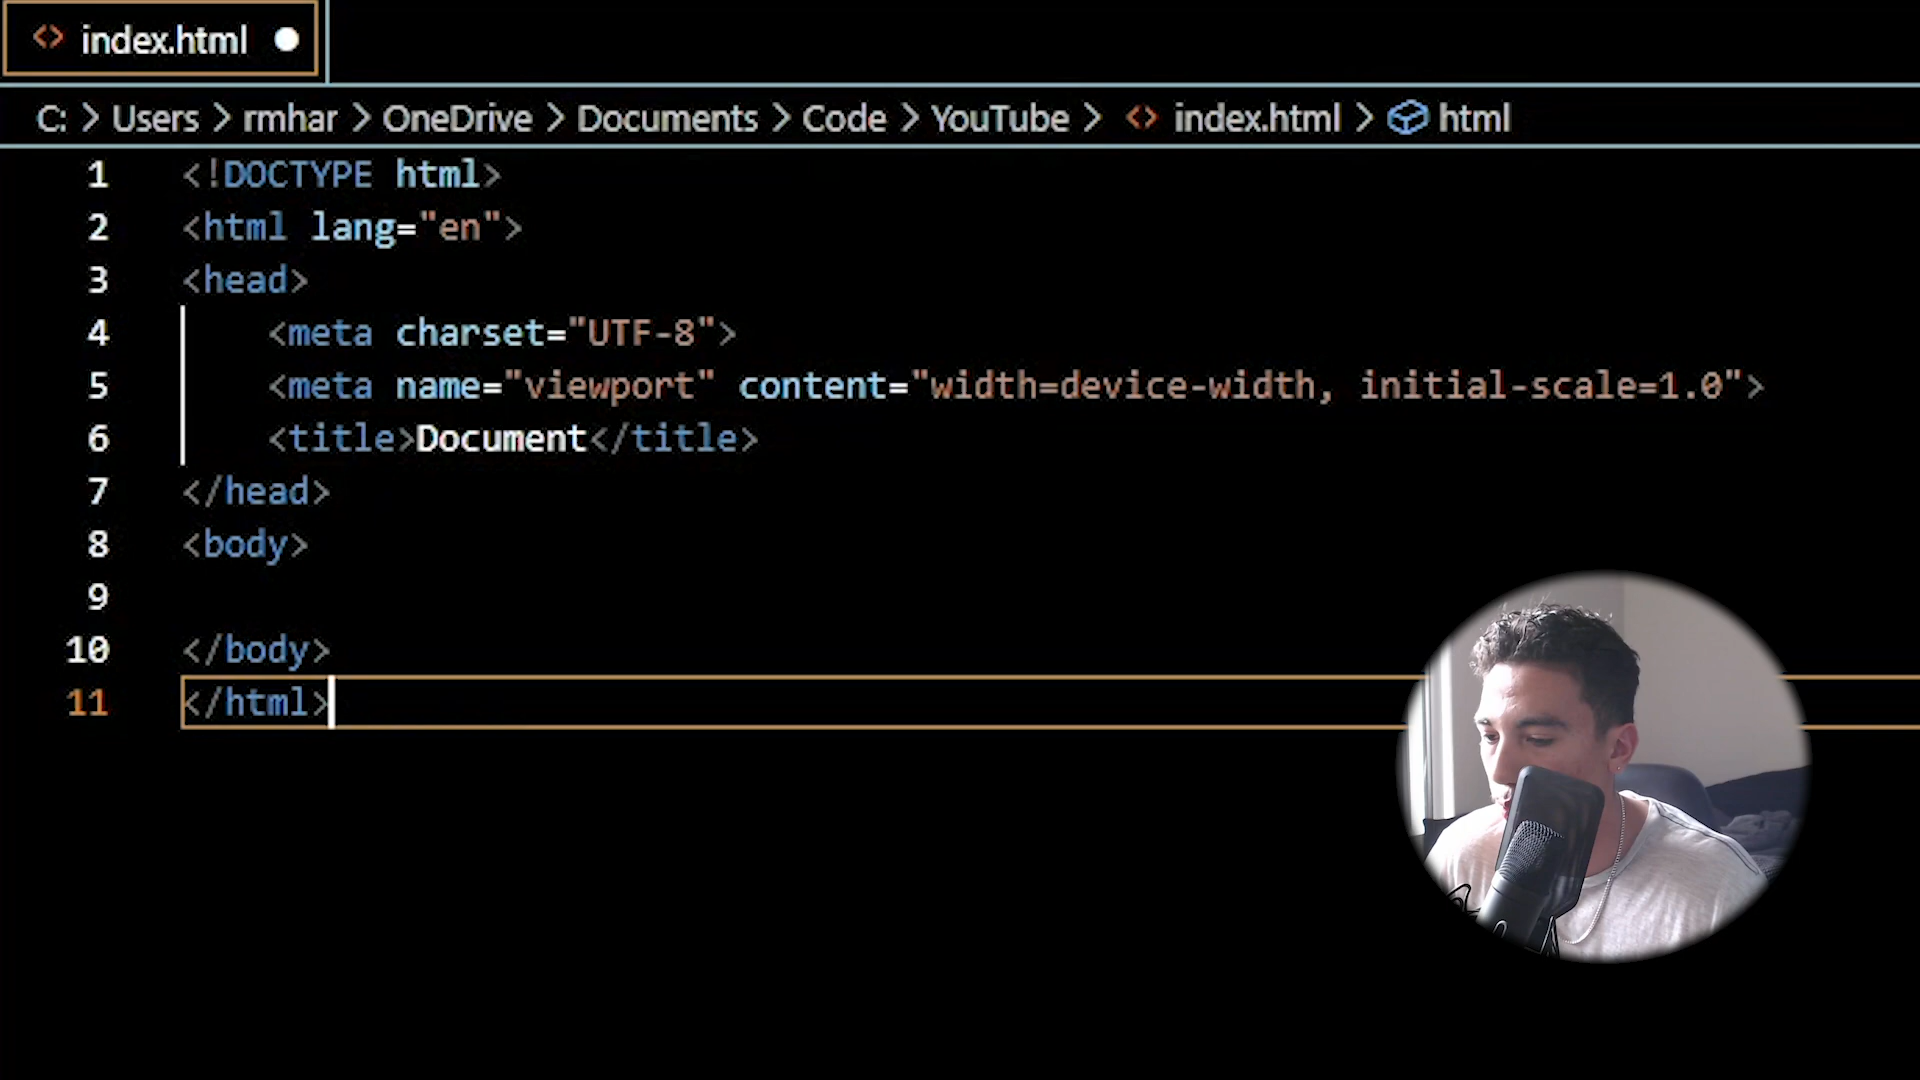 index.html
C: > Users > rmhar > OneDrive > Documents > Code > YouTube > index.html > html
1 <!DOCTYPE html>
2 <html lang="en">
3 <head>
4 <meta charset="UTF-8">
5 <meta name="viewport" content="width=device-width, initial-scale=1.0">
6 <title>Document</title>
7 </head>
8 <body>
9
10 </body>
11 </html>